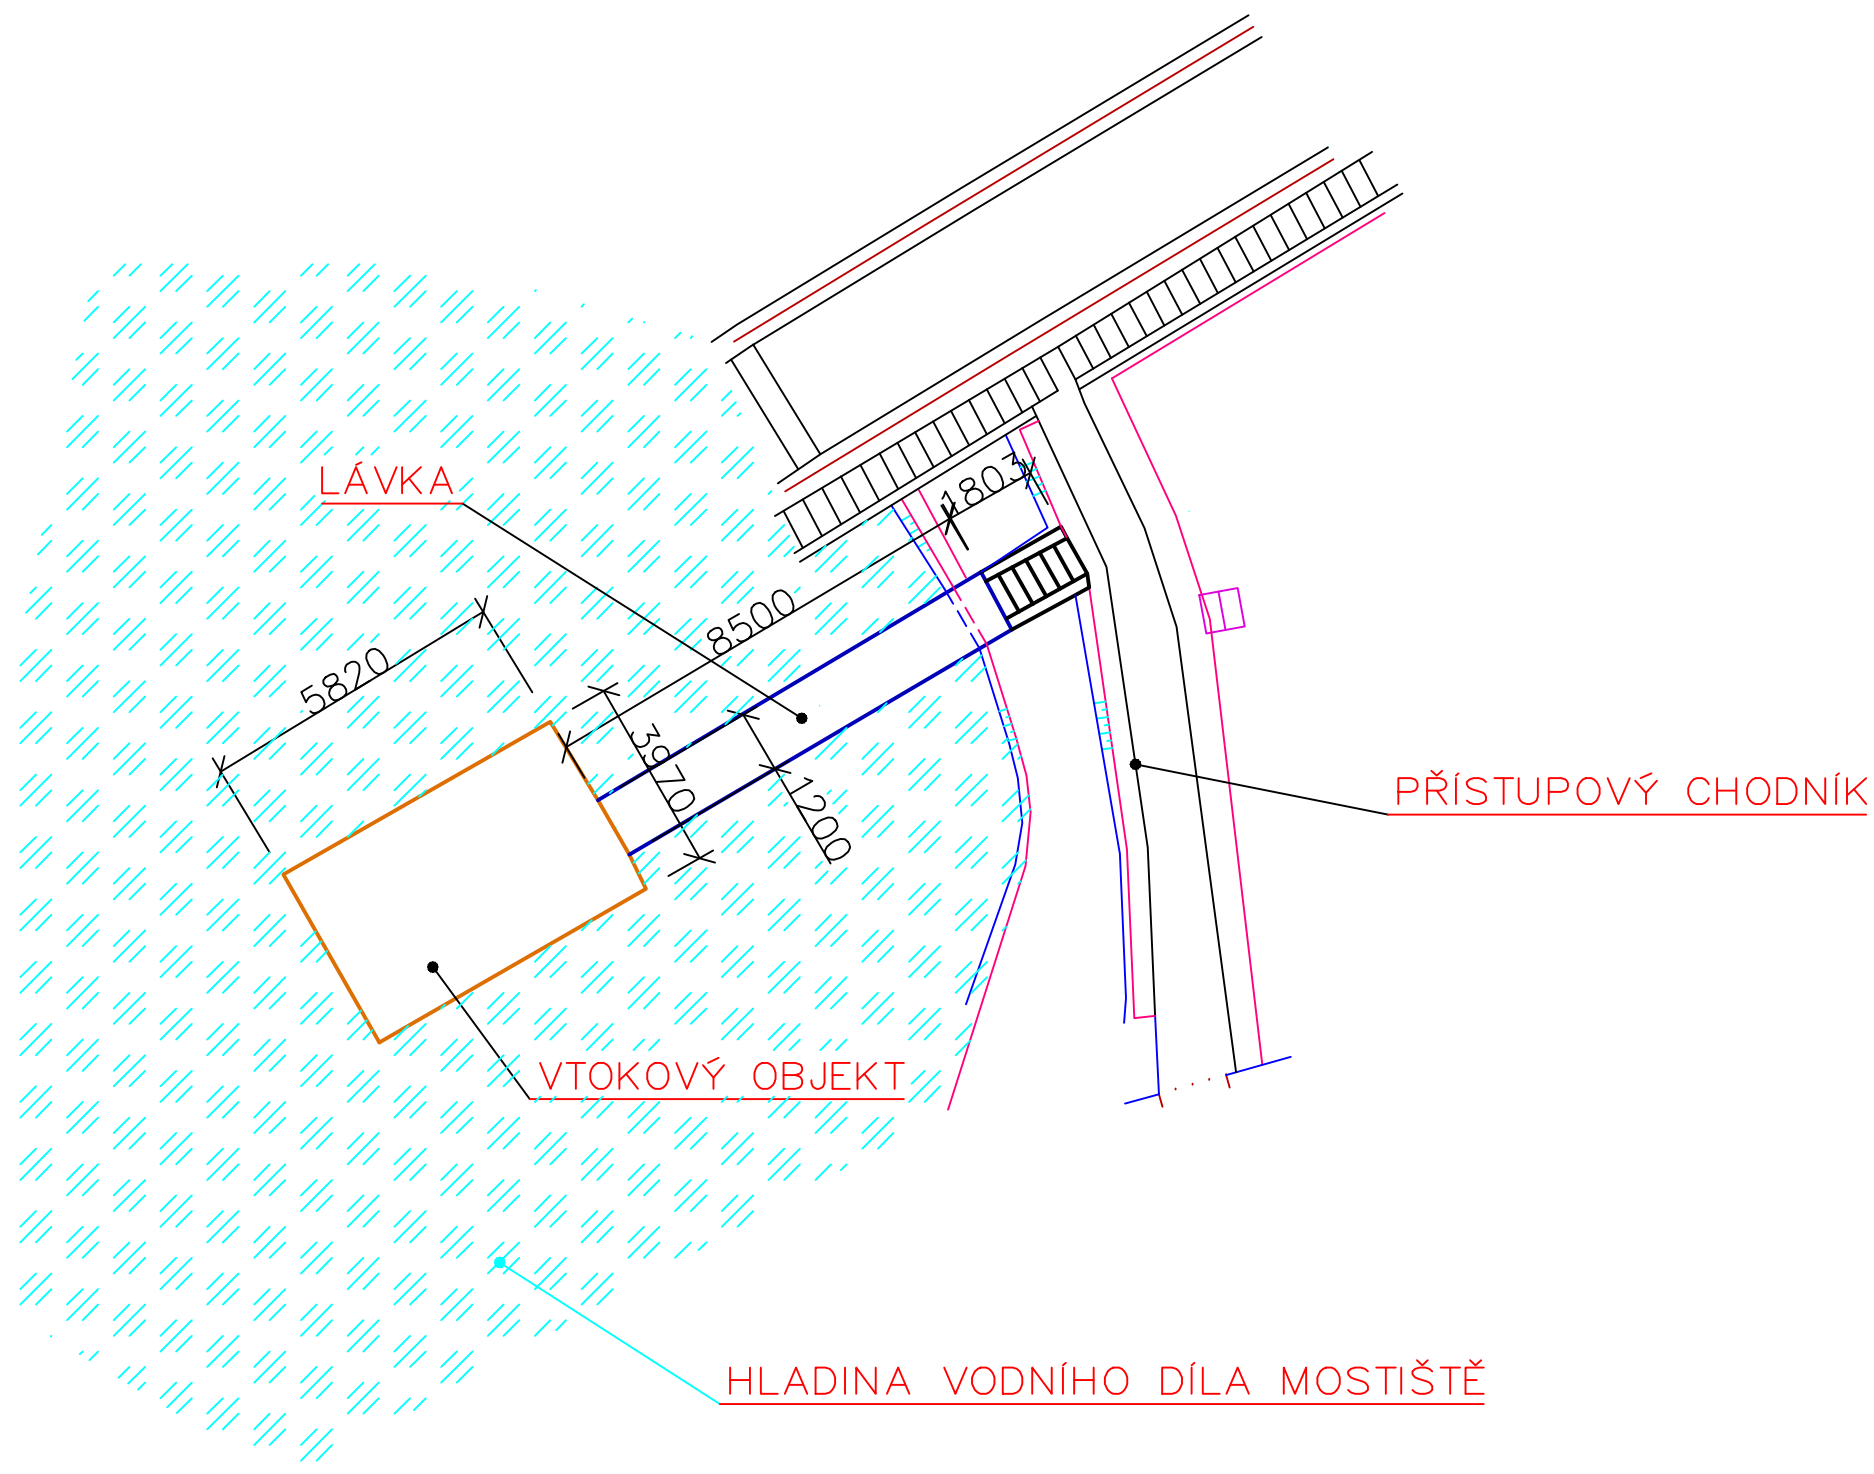 LÁVKA
1803
8500
5820
3970
1200
PŘÍSTUPOVÝ CHODNÍK
VTOKOVÝ OBJEKT
HLADINA VODNÍHO DÍLA MOSTIŠTĚ